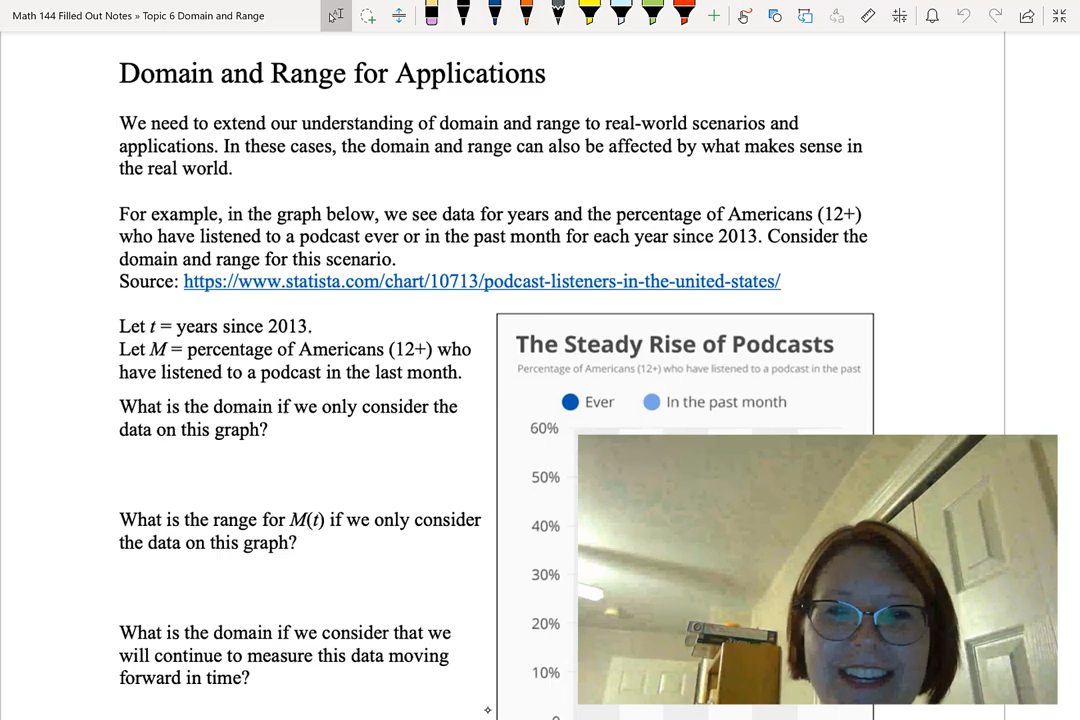 Math 144 Filled Out Notes » Topic 6 Domain and Range
Domain and Range for Applications
We need to extend our understanding of domain and range to real-world scenarios and
applications. In these cases, the domain and range can also be affected by what makes sense in
the real world.
For example, in the graph below, we see data for years and the percentage of Americans (12+)
who have listened to a podcast ever or in the past month for each year since 2013. Consider the
domain and range for this scenario.
Source: https://www.statista.com/chart/10713/podcast-listeners-in-the-united-states/
Let t = years since 2013.
Let M = percentage of Americans (12+) who
have listened to a podcast in the last month.
What is the domain if we only consider the
data on this graph?
What is the range for M(t) if we only consider
the data on this graph?
What is the domain if we consider that we
will continue to measure this data moving
forward in time?
The Steady Rise of Podcasts
Percentage of Americans (12+) who have listened to a podcast in the past
Ever
In the past month
60%
50%
40%
30%
20%
10%